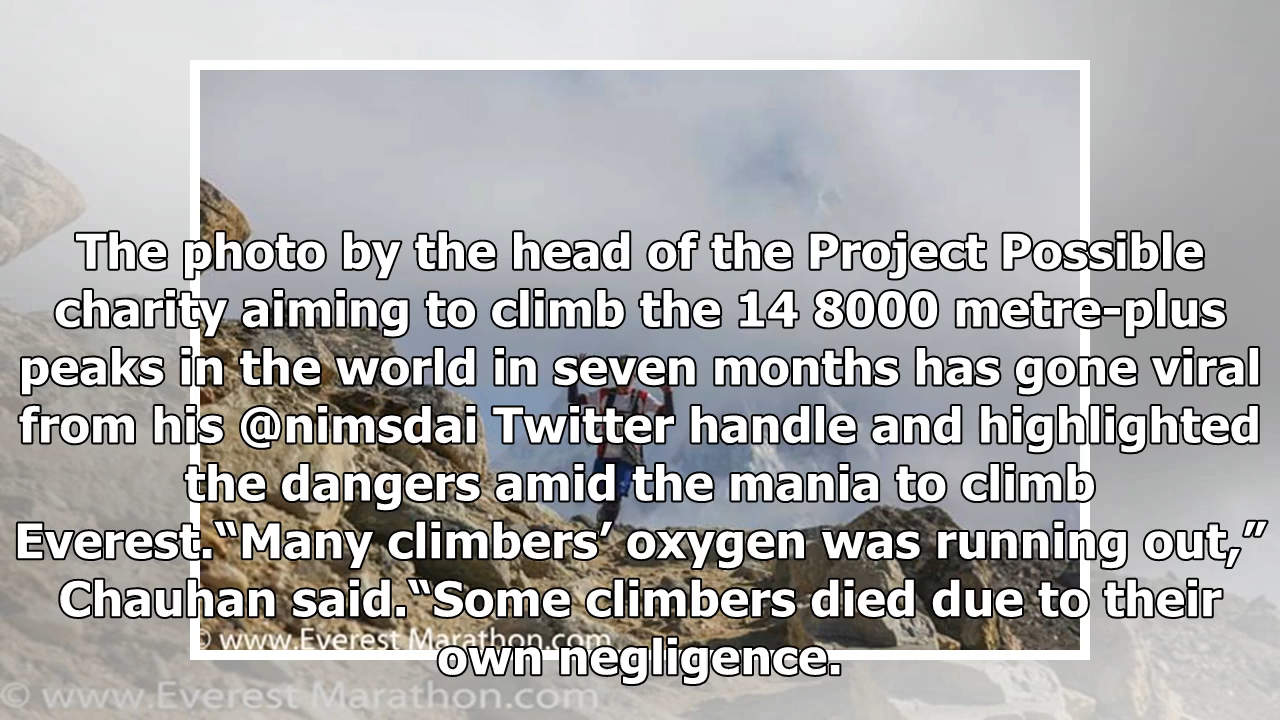 The photo by the head of the Project Possible
charity aiming to climb the 14 8000 metre-plus
peaks in the world in seven months has gone viral
from his @nimsdai Twitter handle and highlighted
the dangers amid the mania to climb
Everest.“Many climbers’ oxygen was running out,”
Chauhan said.“Some climbers died due to their
own negligence.
© www.Everest Marathon.com
© www.Everest Marathon.com